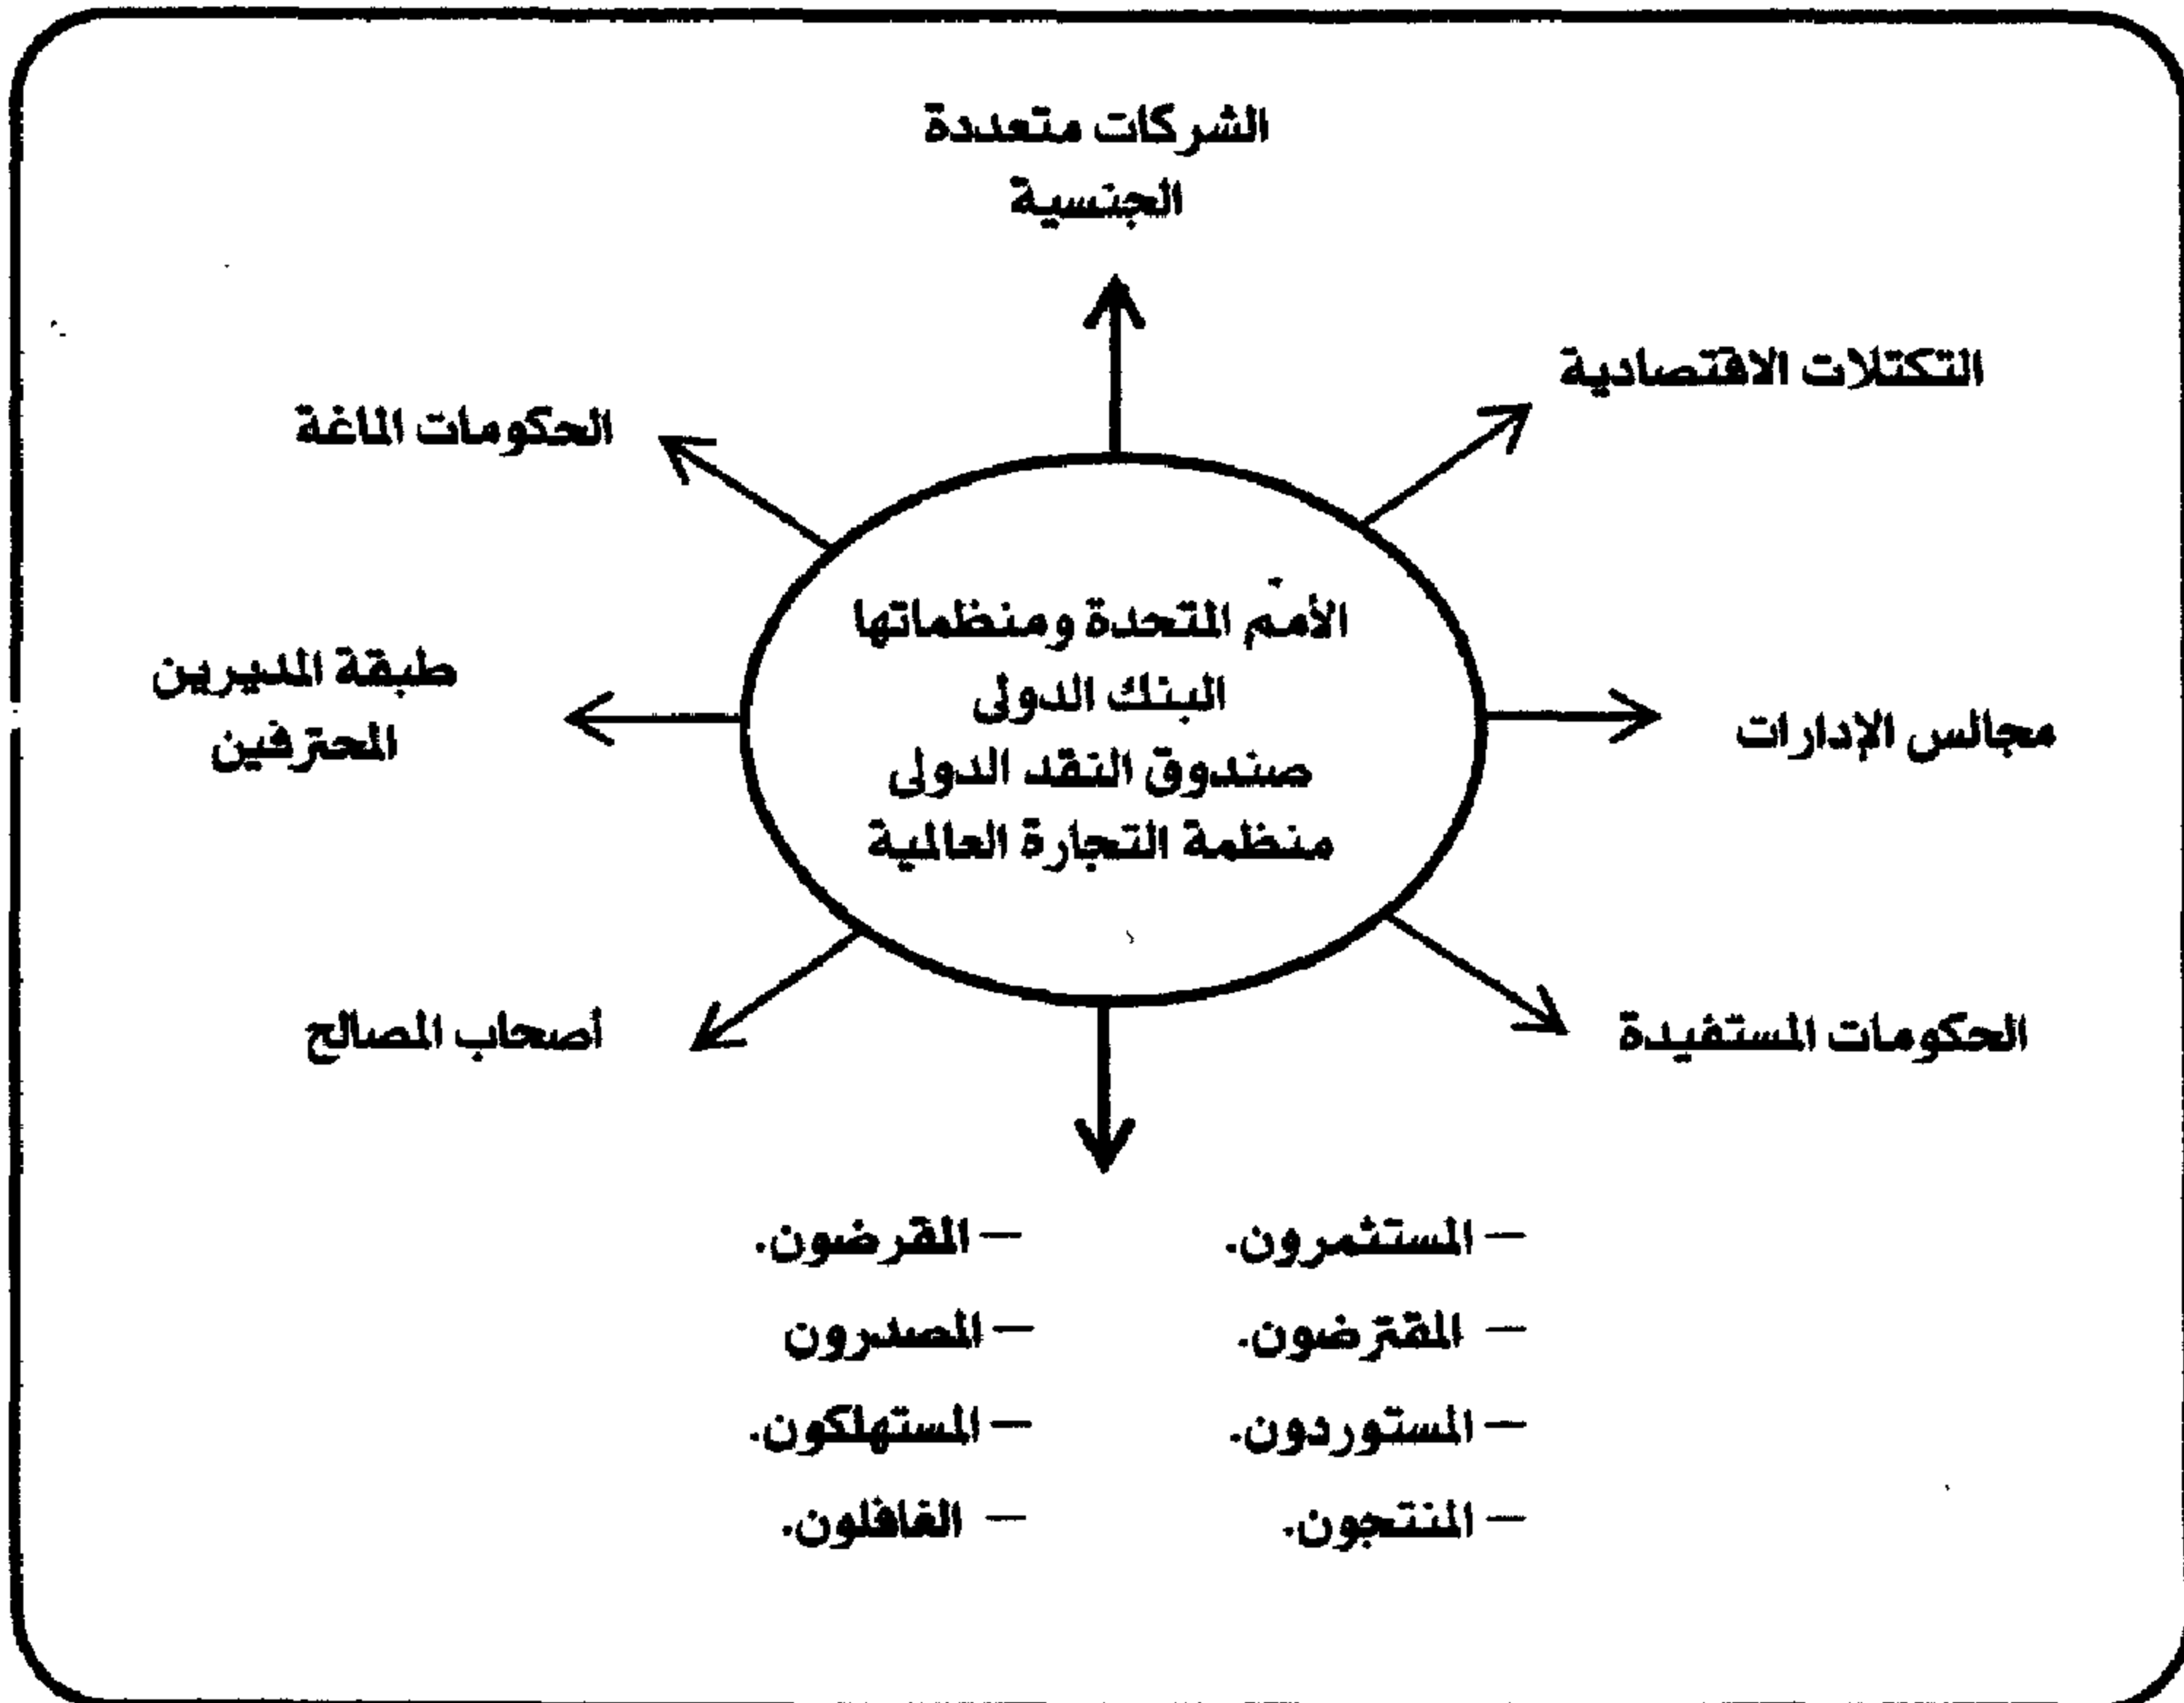 الشركات متعددة
الجنسية
التكتلات الاقتصادية
الحكومات الماغة
الأمم المتحدة ومنظماتها
البنك الدولى
صندوق النقد الدولى
منظمة التجارة العالمية
طبقة المديرين
المحترفين
مجالس الإدارات
أصحاب المصالح
الحكومات المستفيدة
– المستثمرون. – المقرضون.
– المقترضون. – المصدرون
– المستوردون. – المستهلكون.
– المنتجون. – الغافلون.